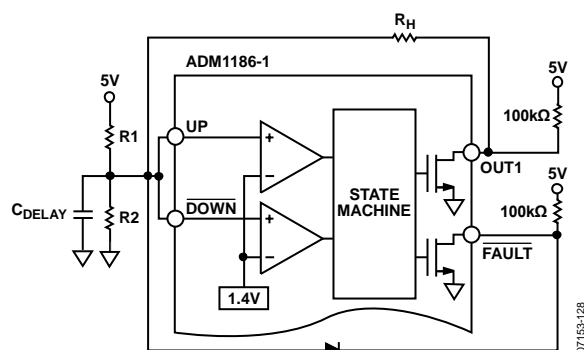 R_H
ADM1186-1
5V
5V
R1
UP
100kΩ
OUT1
5V
STATE
MACHINE
C_DELAY
R2
DOWN
100kΩ
FAULT
1.4V
07153-128